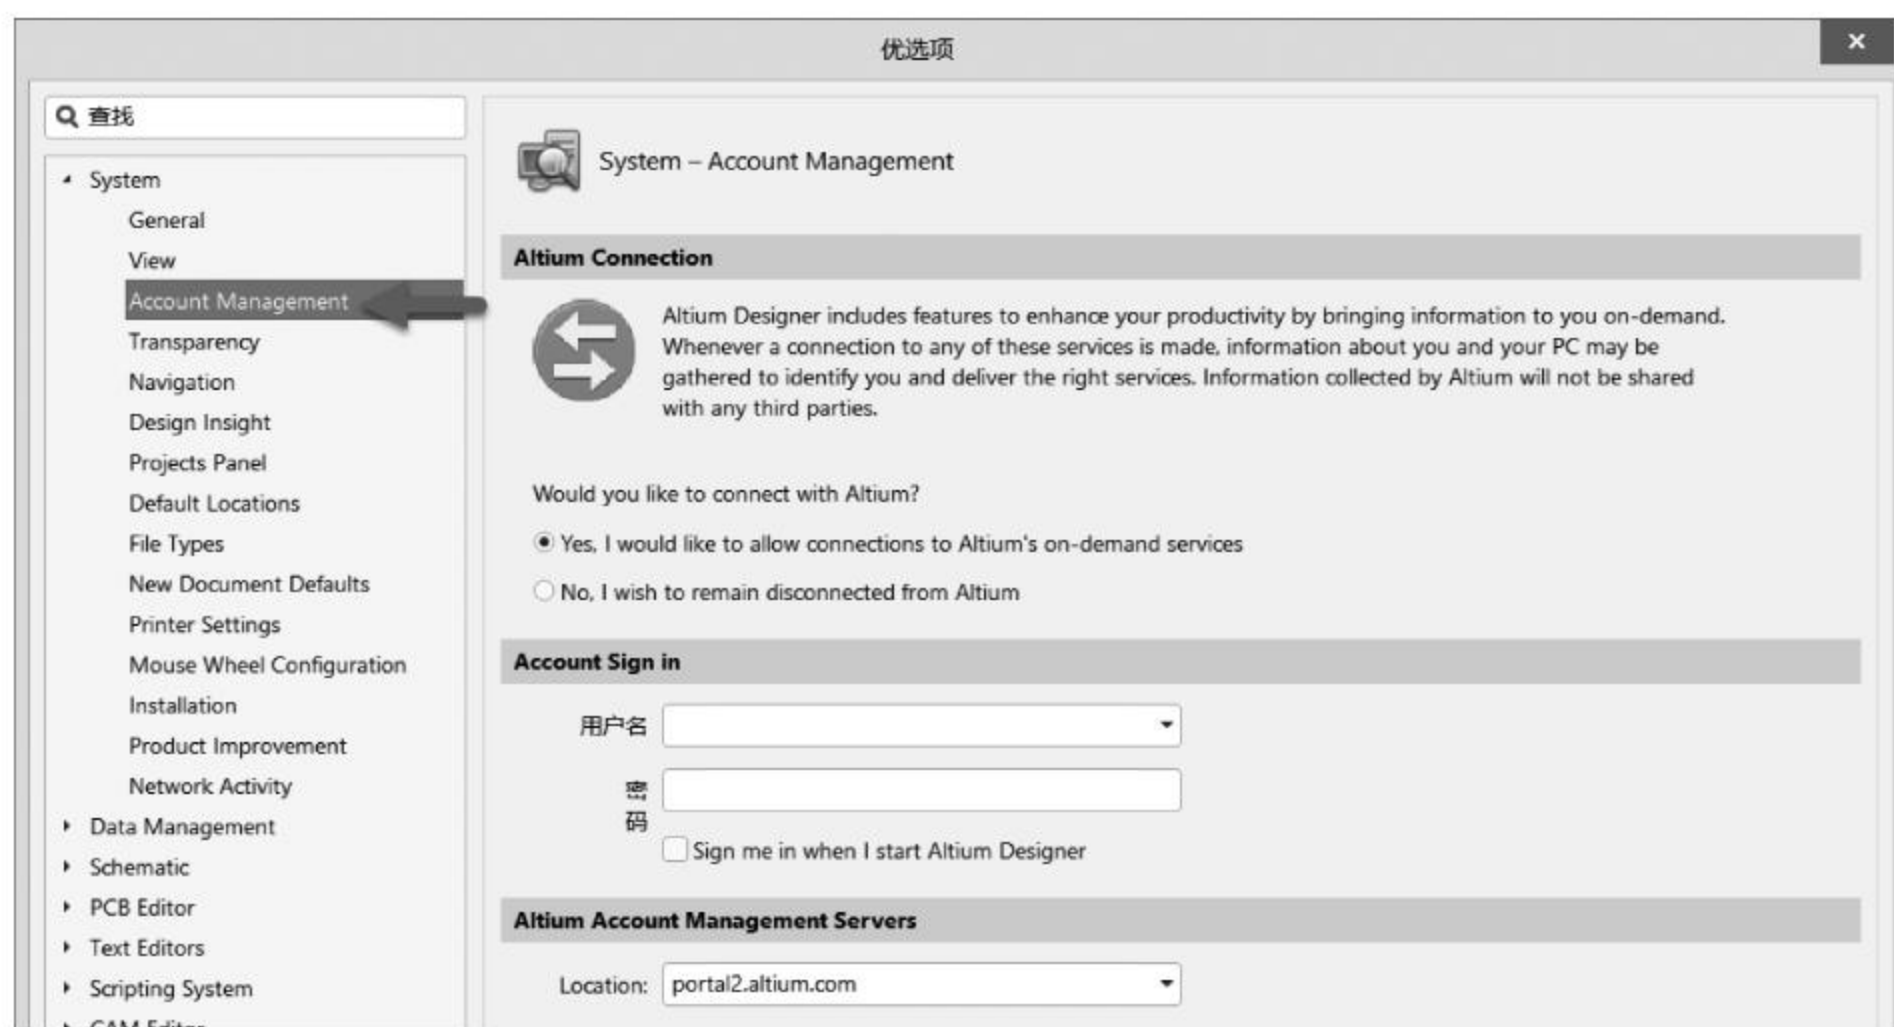 优选项
查找
System
General
View
Account Management
Transparency
Navigation
Design Insight
Projects Panel
Default Locations
File Types
New Document Defaults
Printer Settings
Mouse Wheel Configuration
Installation
Product Improvement
Network Activity
Data Management
Schematic
PCB Editor
Text Editors
Scripting System
System – Account Management
Altium Connection
Altium Designer includes features to enhance your productivity by bringing information to you on-demand.
Whenever a connection to any of these services is made, information about you and your PC may be
gathered to identify you and deliver the right services. Information collected by Altium will not be shared
with any third parties.
Would you like to connect with Altium?
Yes, I would like to allow connections to Altium's on-demand services
No, I wish to remain disconnected from Altium
Account Sign in
用户名
密
码
Sign me in when I start Altium Designer
Altium Account Management Servers
Location: portal2.altium.com